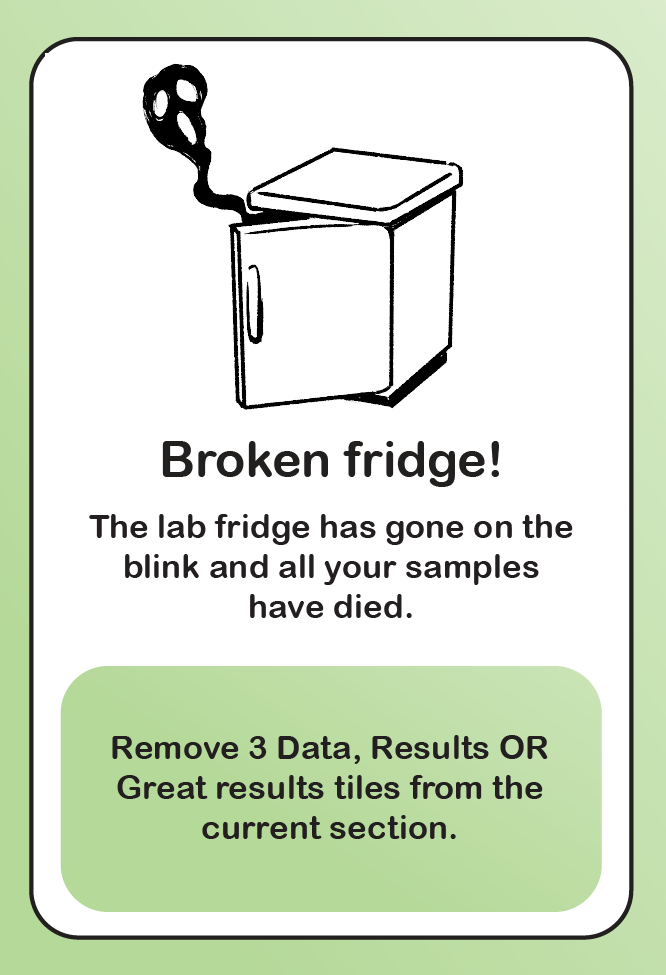 Broken fridge!
The lab fridge has gone on the
blink and all your samples
have died.
Remove 3 Data, Results OR
Great results tiles from the
current section.